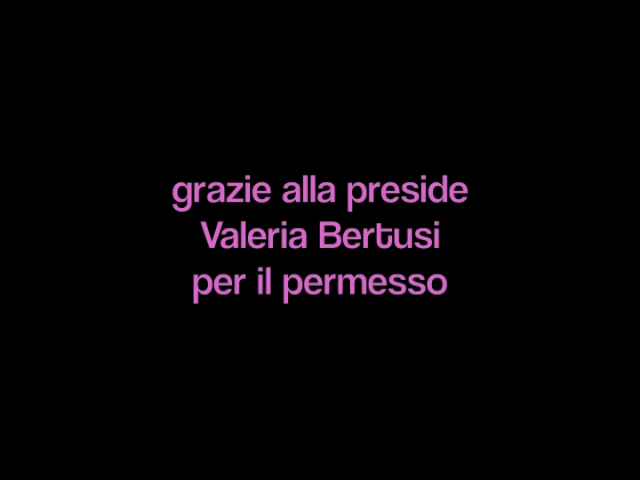 grazie alla preside
Valeria Bertusi
per il permesso